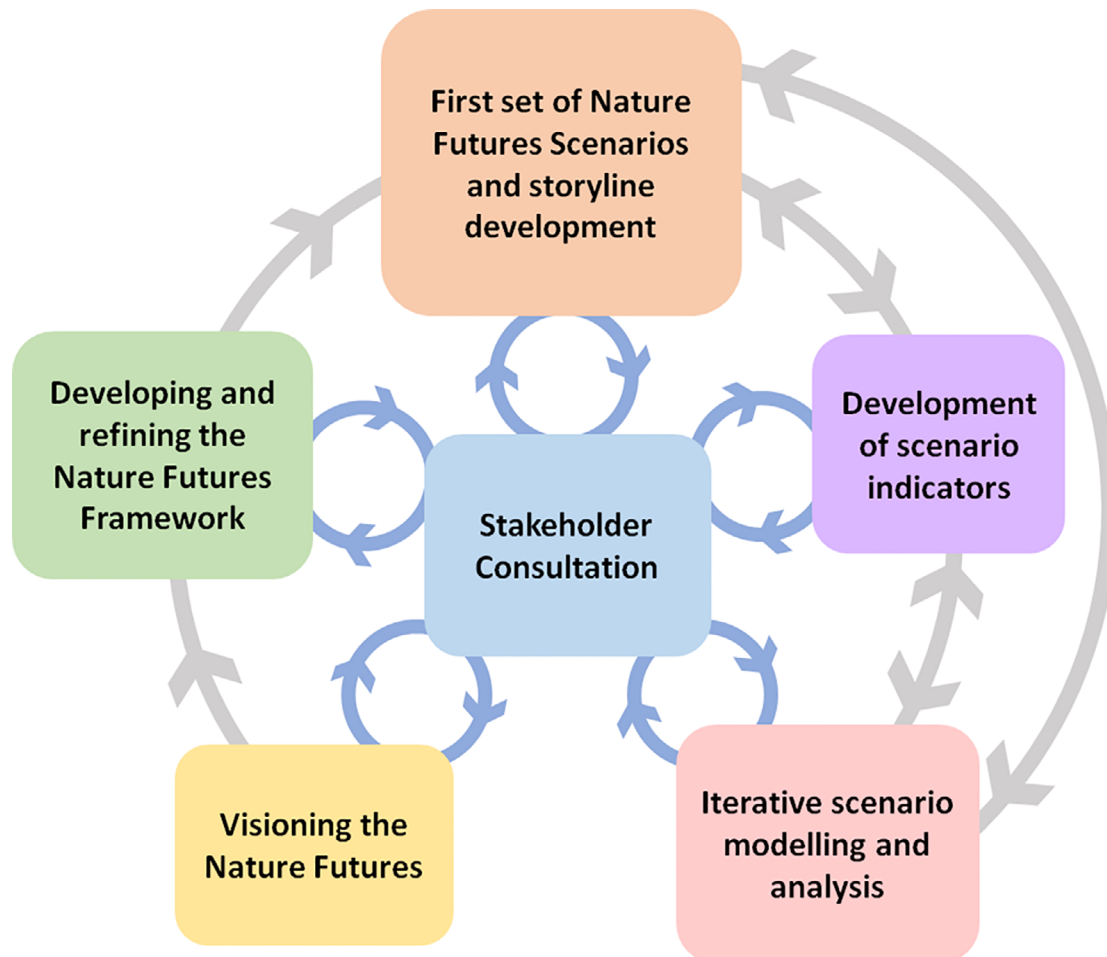 First set of Nature
Futures Scenarios
and storyline
development
Developing and
refining the
Nature Futures
Framework
Development
of scenario
indicators
Stakeholder
Consultation
Visioning the
Nature Futures
Iterative scenario
modelling and
analysis